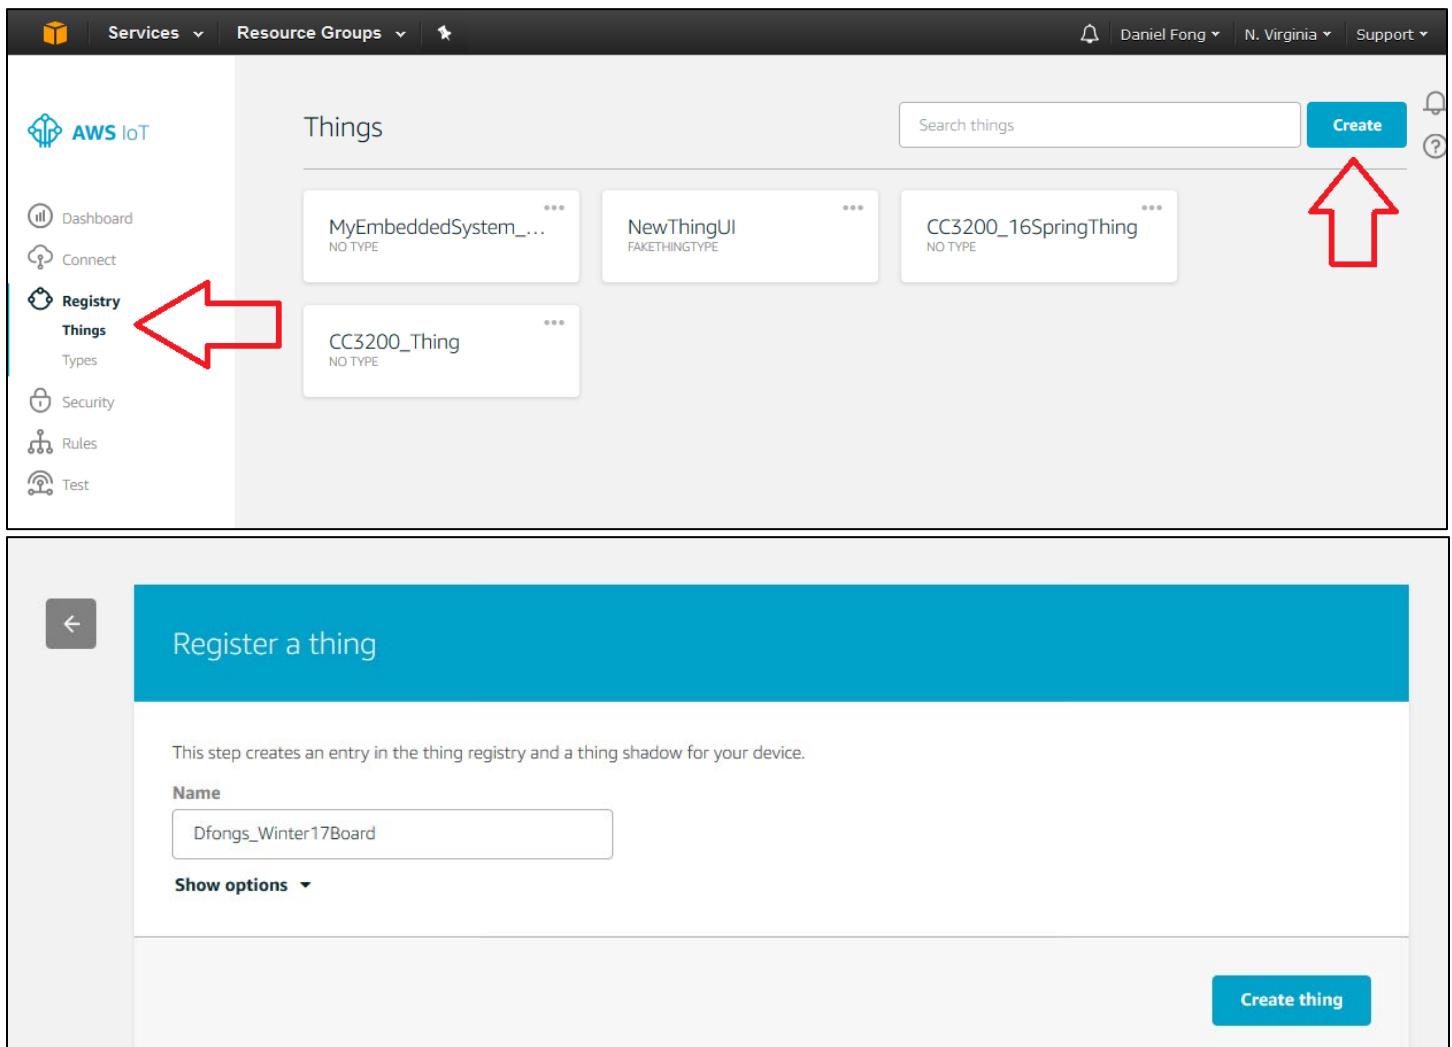 Services Resource Groups Daniel Fong N. Virginia Support
AWS IoT
Things
Search things
Create
Dashboard
Connect
Registry
Things
Types
Security
Rules
Test
MyEmbeddedSystem_...
NO TYPE
NewThingUI
FAKETHINGTYPE
CC3200_16SpringThing
NO TYPE
CC3200_Thing
NO TYPE
Register a thing
This step creates an entry in the thing registry and a thing shadow for your device.
Name
Dfongs_Winter17Board
Show options
Create thing